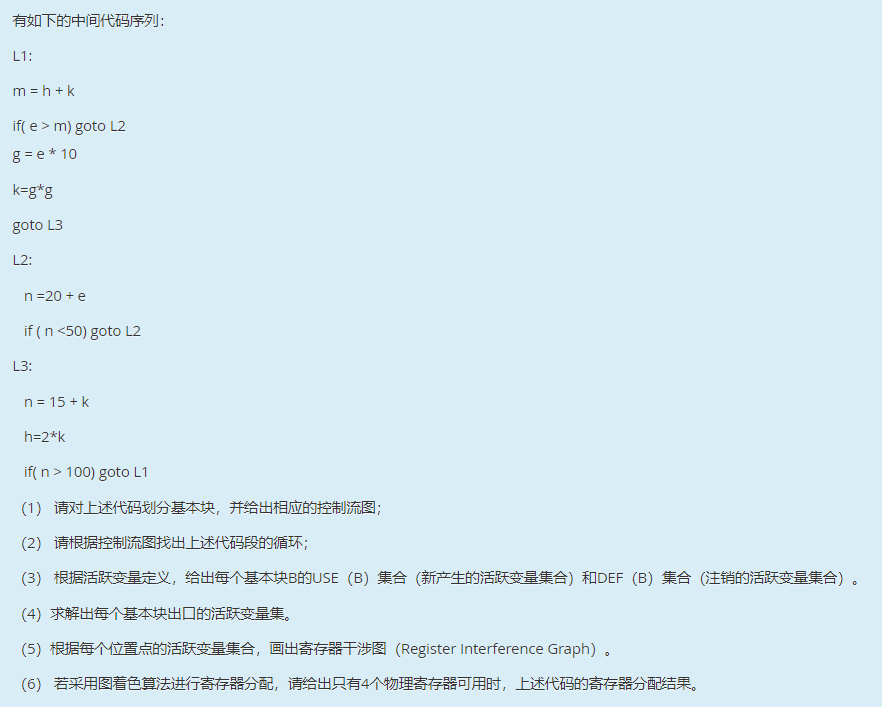 有如下的中间代码序列：
L1:
m = h + k
if( e > m) goto L2
g = e * 10
k=g*g
goto L3
L2:
n =20 + e
if ( n <50) goto L2
L3:
n = 15 + k
h=2*k
if( n > 100) goto L1
（1） 请对上述代码划分基本块，并给出相应的控制流图；
（2） 请根据控制流图找出上述代码段的循环；
（3） 根据活跃变量定义，给出每个基本块B的USE（B）集合（新产生的活跃变量集合）和DEF（B）集合（注销的活跃变量集合）。
（4）求解出每个基本块出口的活跃变量集。
（5）根据每个位置点的活跃变量集合，画出寄存器干涉图（Register Interference Graph）。
（6） 若采用图着色算法进行寄存器分配，请给出只有4个物理寄存器可用时，上述代码的寄存器分配结果。